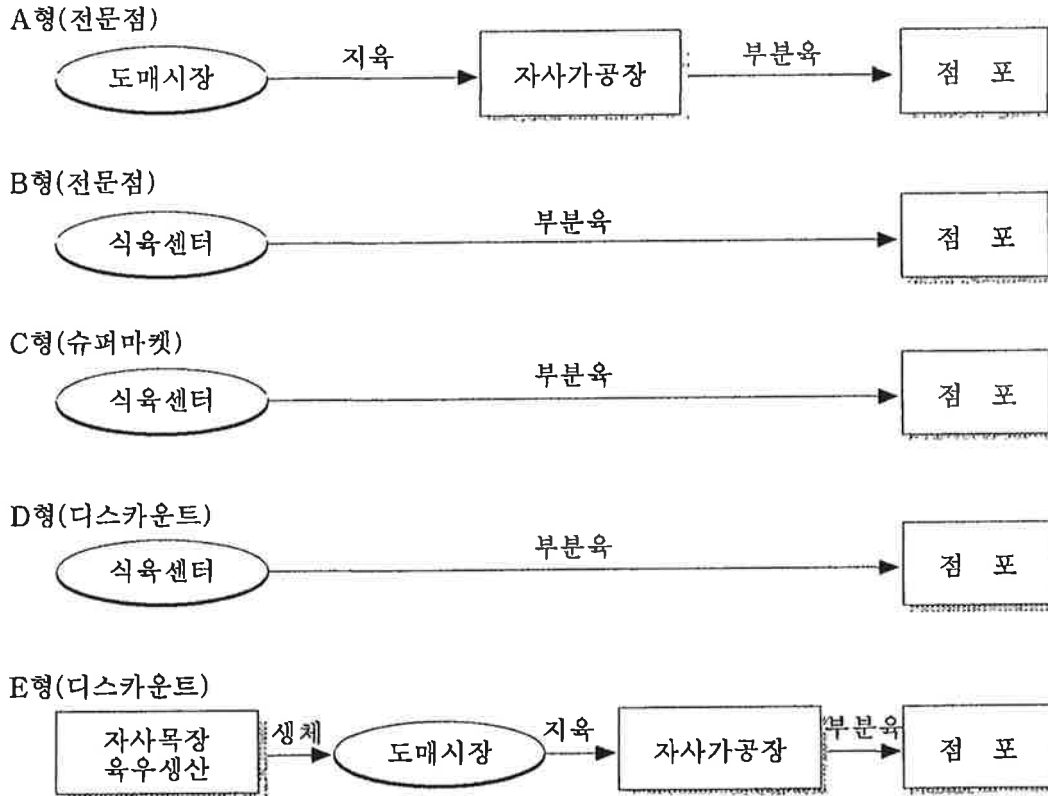 A형(전문점)
도매시장 지육 자사가공장 부분육 점 포
B형(전문점)
식육센터 부분육 점 포
C형(슈퍼마켓)
식육센터 부분육 점 포
D형(디스카운트)
식육센터 부분육 점 포
E형(디스카운트)
자사목장
육우생산
생체 도매시장 지육 자사가공장 부분육 점 포